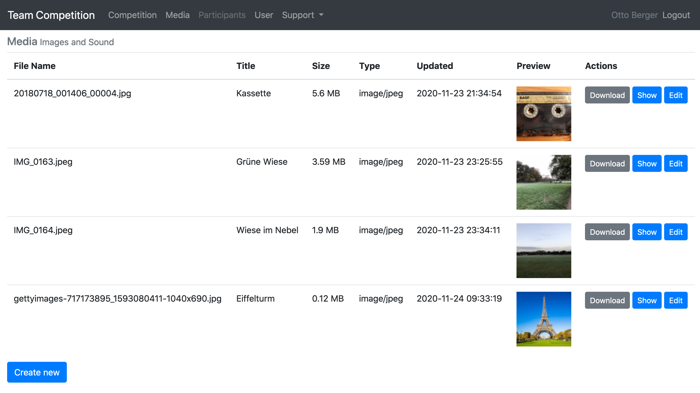 Team Competition Competition Media Participants User Support Otto Berger Logout
Media Images and Sound
File Name Title Size Type Updated Preview Actions
20180718_001406_00004.jpg Kassette 5.6 MB image/jpeg 2020-11-23 21:34:54 Download Show Edit
IMG_0163.jpeg Grüne Wiese 3.59 MB image/jpeg 2020-11-23 23:25:55 Download Show Edit
IMG_0164.jpeg Wiese im Nebel 1.9 MB image/jpeg 2020-11-23 23:34:11 Download Show Edit
gettyimages-717173895_1593080411-1040x690.jpg Eiffelturm 0.12 MB image/jpeg 2020-11-24 09:33:19 Download Show Edit
Create new